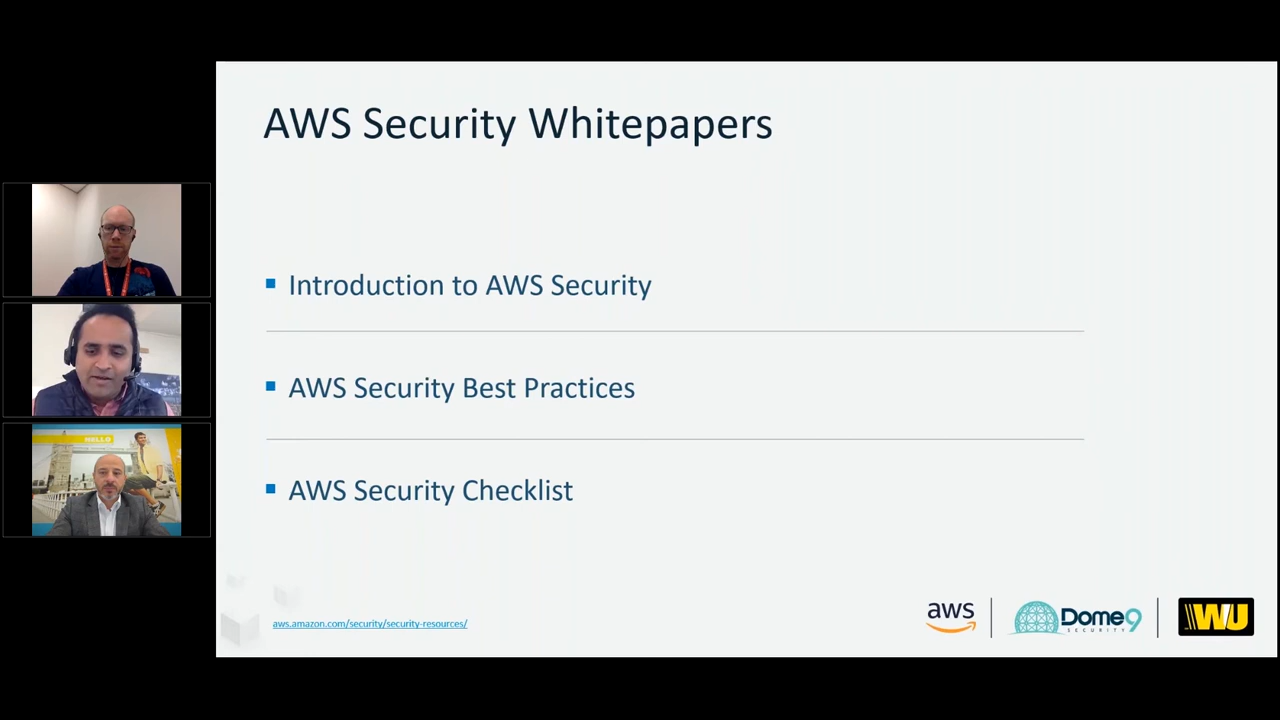 AWS Security Whitepapers
HELLO
Introduction to AWS Security
AWS Security Best Practices
AWS Security Checklist
aws.amazon.com/security/security-resources/
aws
Dome9
SECURITY
WU